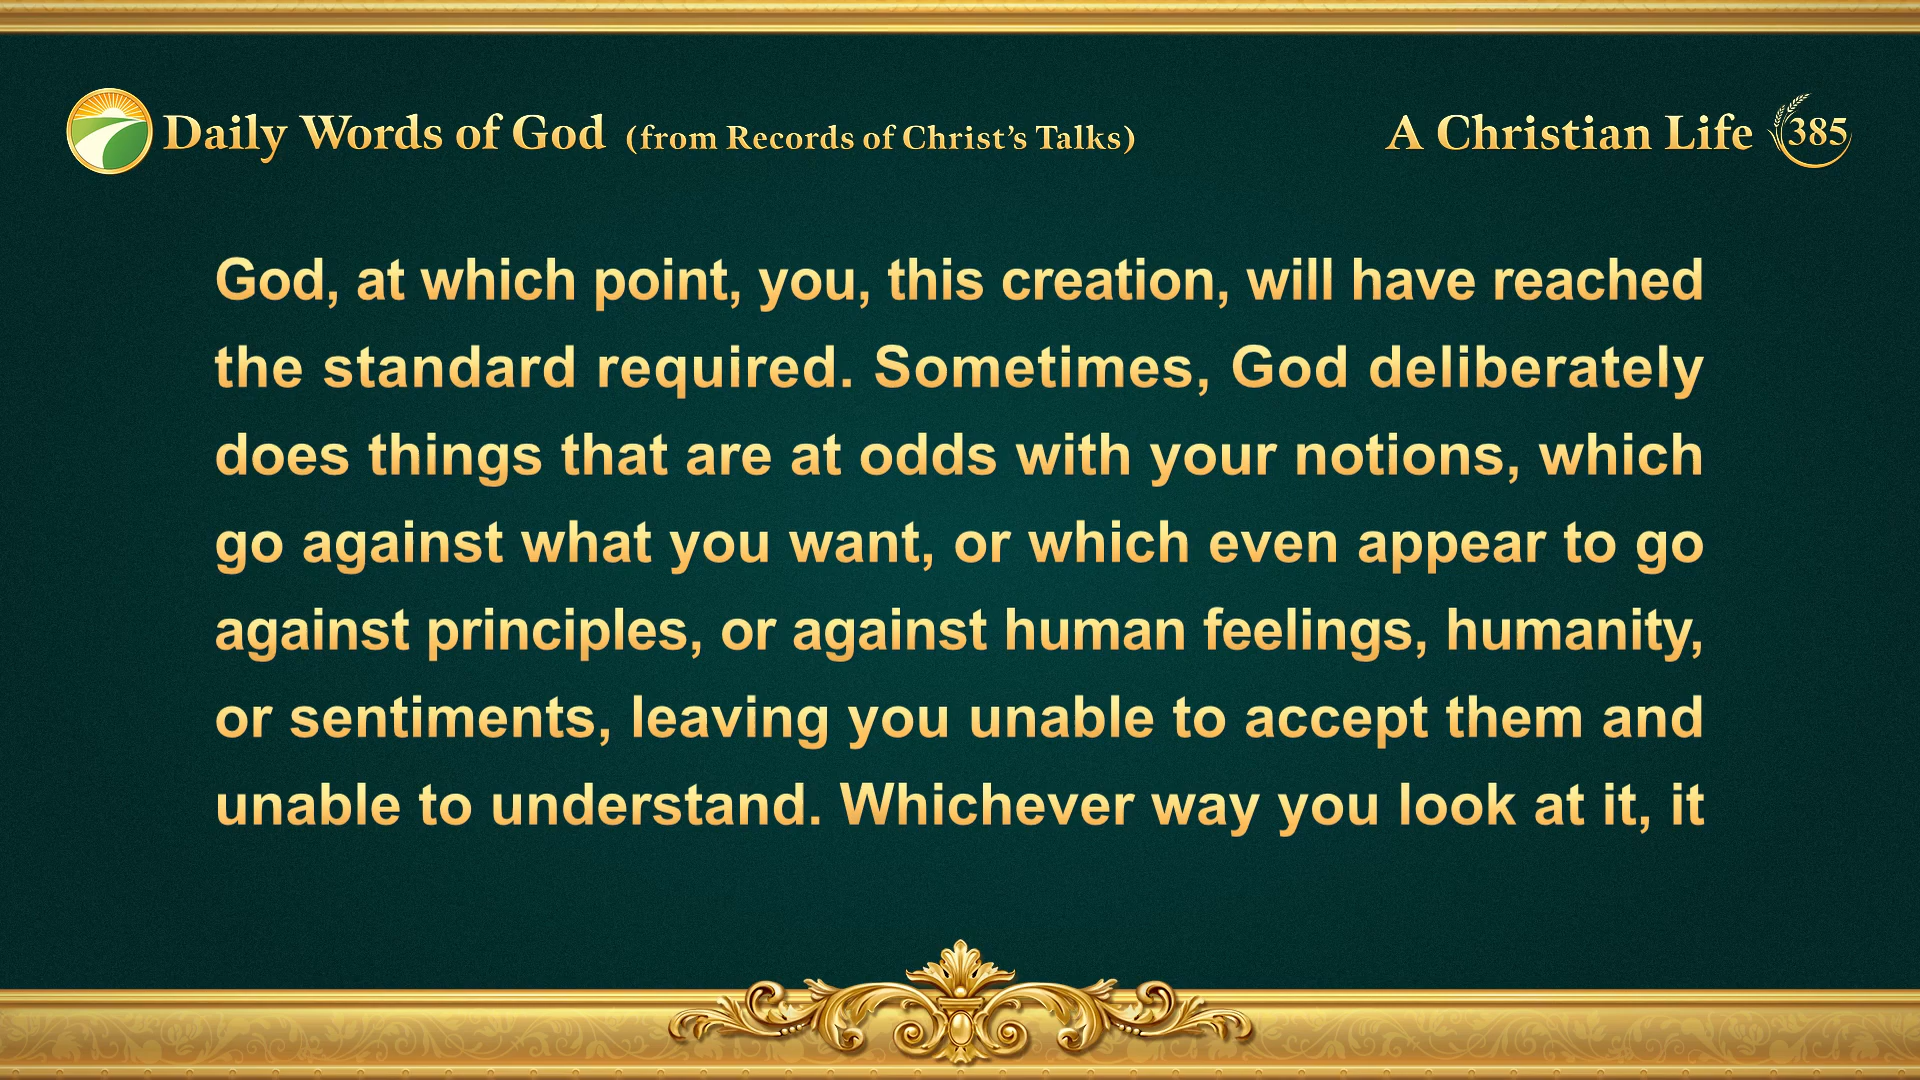 Daily Words of God (from Records of Christ's Talks) A Christian Life 385
God, at which point, you, this creation, will have reached
the standard required. Sometimes, God deliberately
does things that are at odds with your notions, which
go against what you want, or which even appear to go
against principles, or against human feelings, humanity,
or sentiments, leaving you unable to accept them and
unable to understand. Whichever way you look at it, it